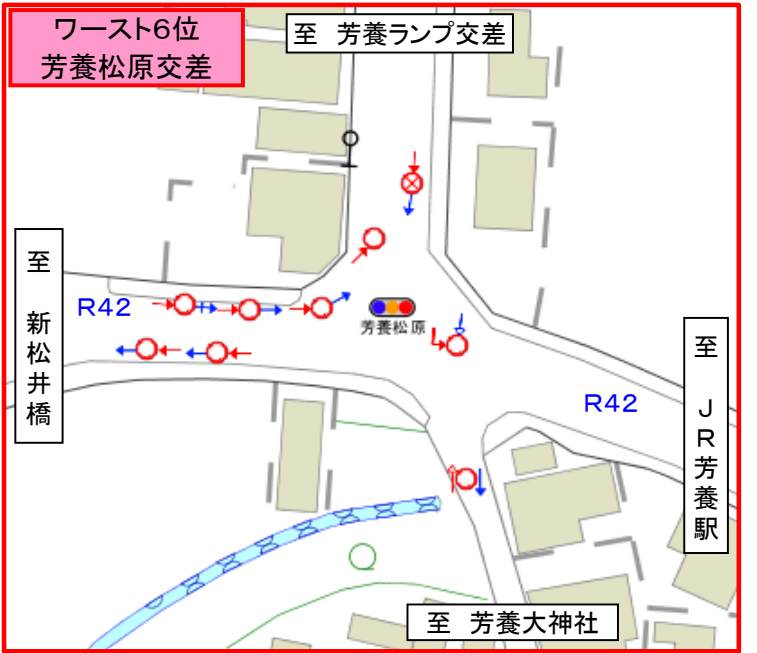 ワースト6位
芳養松原交差
至 芳養ランプ交差
至 新松井橋
R42
芳養松原
R42
至 JR芳養駅
至 芳養大神社